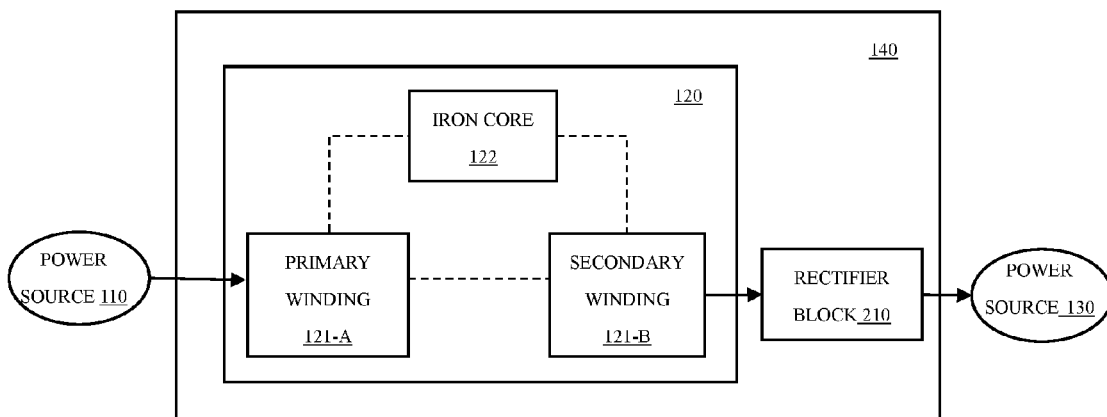 140
120
IRON CORE
122
POWER
SOURCE 110
PRIMARY
WINDING
121-A
SECONDARY
WINDING
121-B
RECTIFIER
BLOCK 210
POWER
SOURCE 130